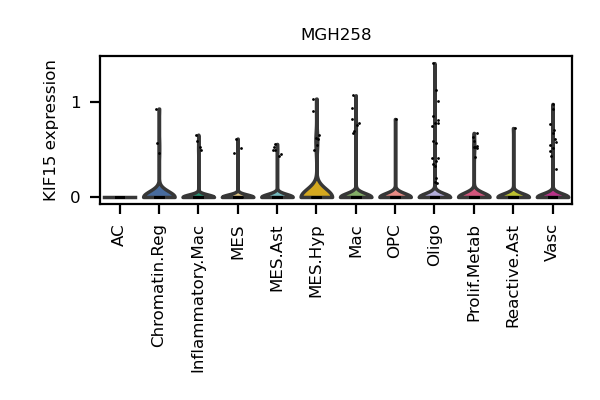 MGH258
KIF15 expression
1
0
AC
Chromatin.Reg
Inflammatory.Mac
MES
MES.Ast
MES.Hyp
Mac
OPC
Oligo
Prolif.Metab
Reactive.Ast
Vasc